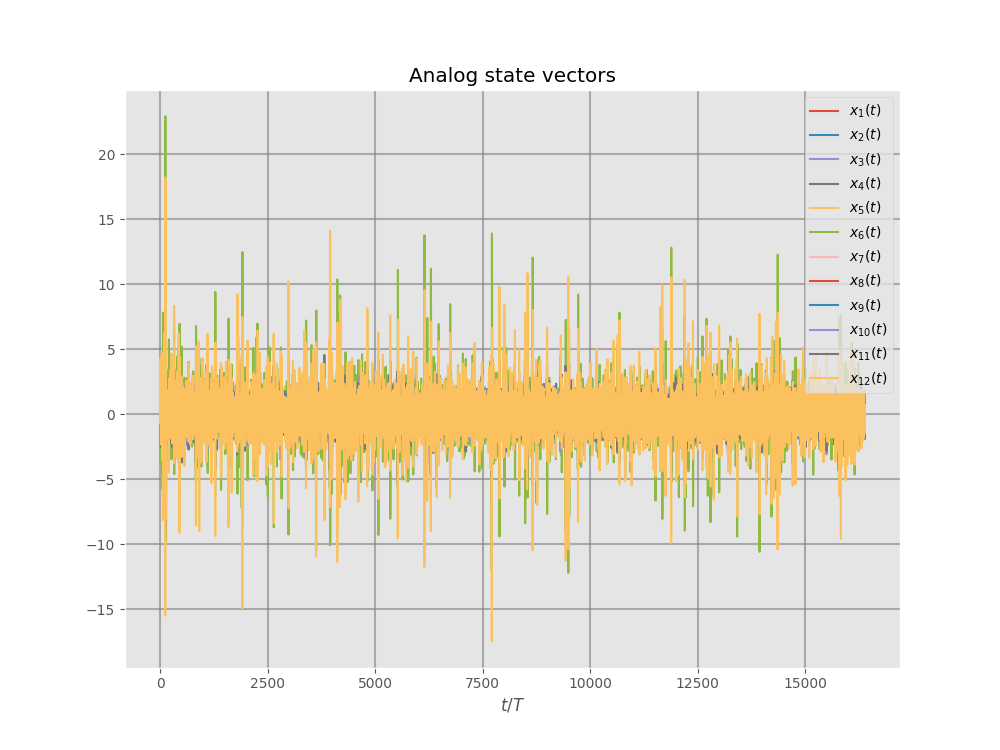 Analog state vectors
20
15
10
5
0
−5
−10
−15
0 2500 5000 7500 10000 12500 15000
t/T
x₁(t)
x₂(t)
x₃(t)
x₄(t)
x₅(t)
x₆(t)
x₇(t)
x₈(t)
x₉(t)
x₁₀(t)
x₁₁(t)
x₁₂(t)